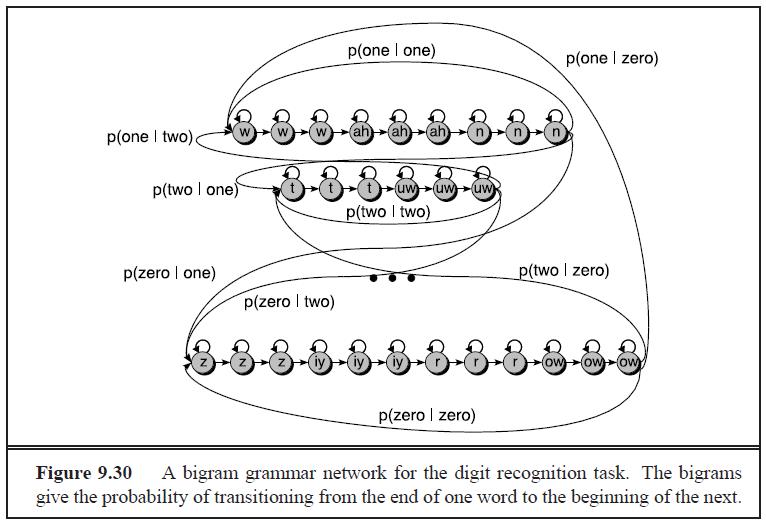 p(one | one)
p(one | zero)
w w w ah ah ah n n n
p(one | two)
t t t uw uw uw
p(two | one)
p(two | two)
p(zero | one)
p(two | zero)
p(zero | two)
z z z iy iy iy r r r ow ow ow
p(zero | zero)
Figure 9.30 A bigram grammar network for the digit recognition task. The bigrams
give the probability of transitioning from the end of one word to the beginning of the next.